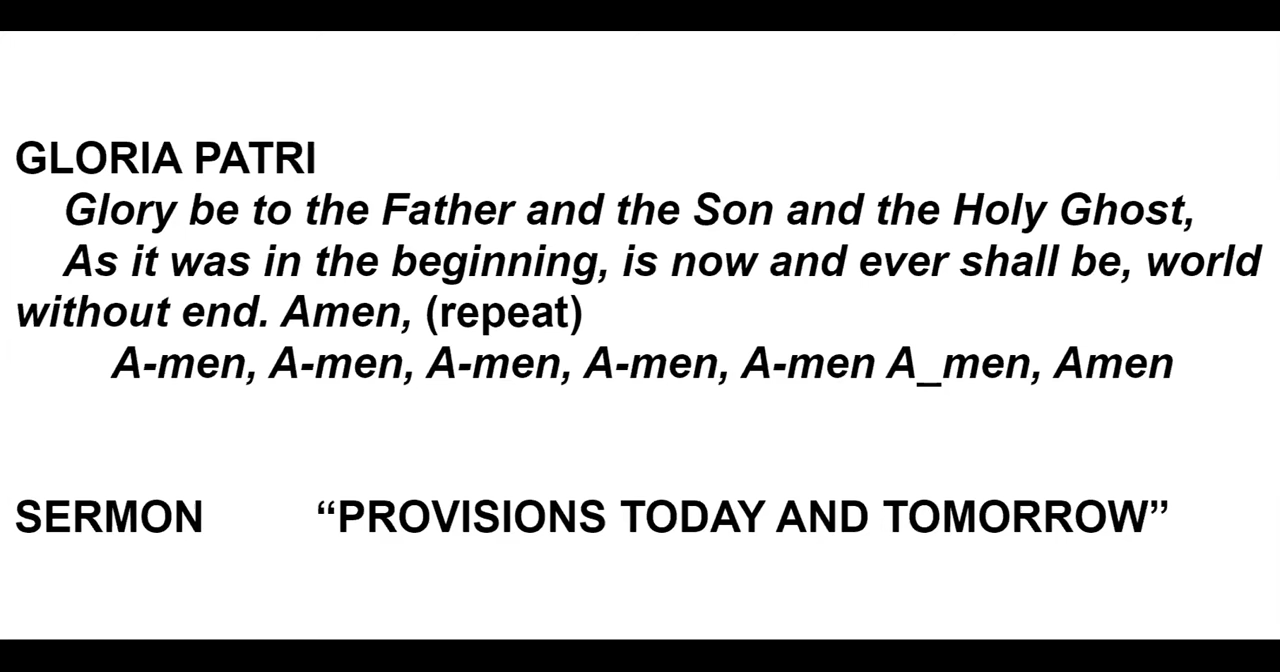 GLORIA PATRI
Glory be to the Father and the Son and the Holy Ghost,
As it was in the beginning, is now and ever shall be, world
without end. Amen, (repeat)
A-men, A-men, A-men, A-men, A-men A_men, Amen
SERMON “PROVISIONS TODAY AND TOMORROW”